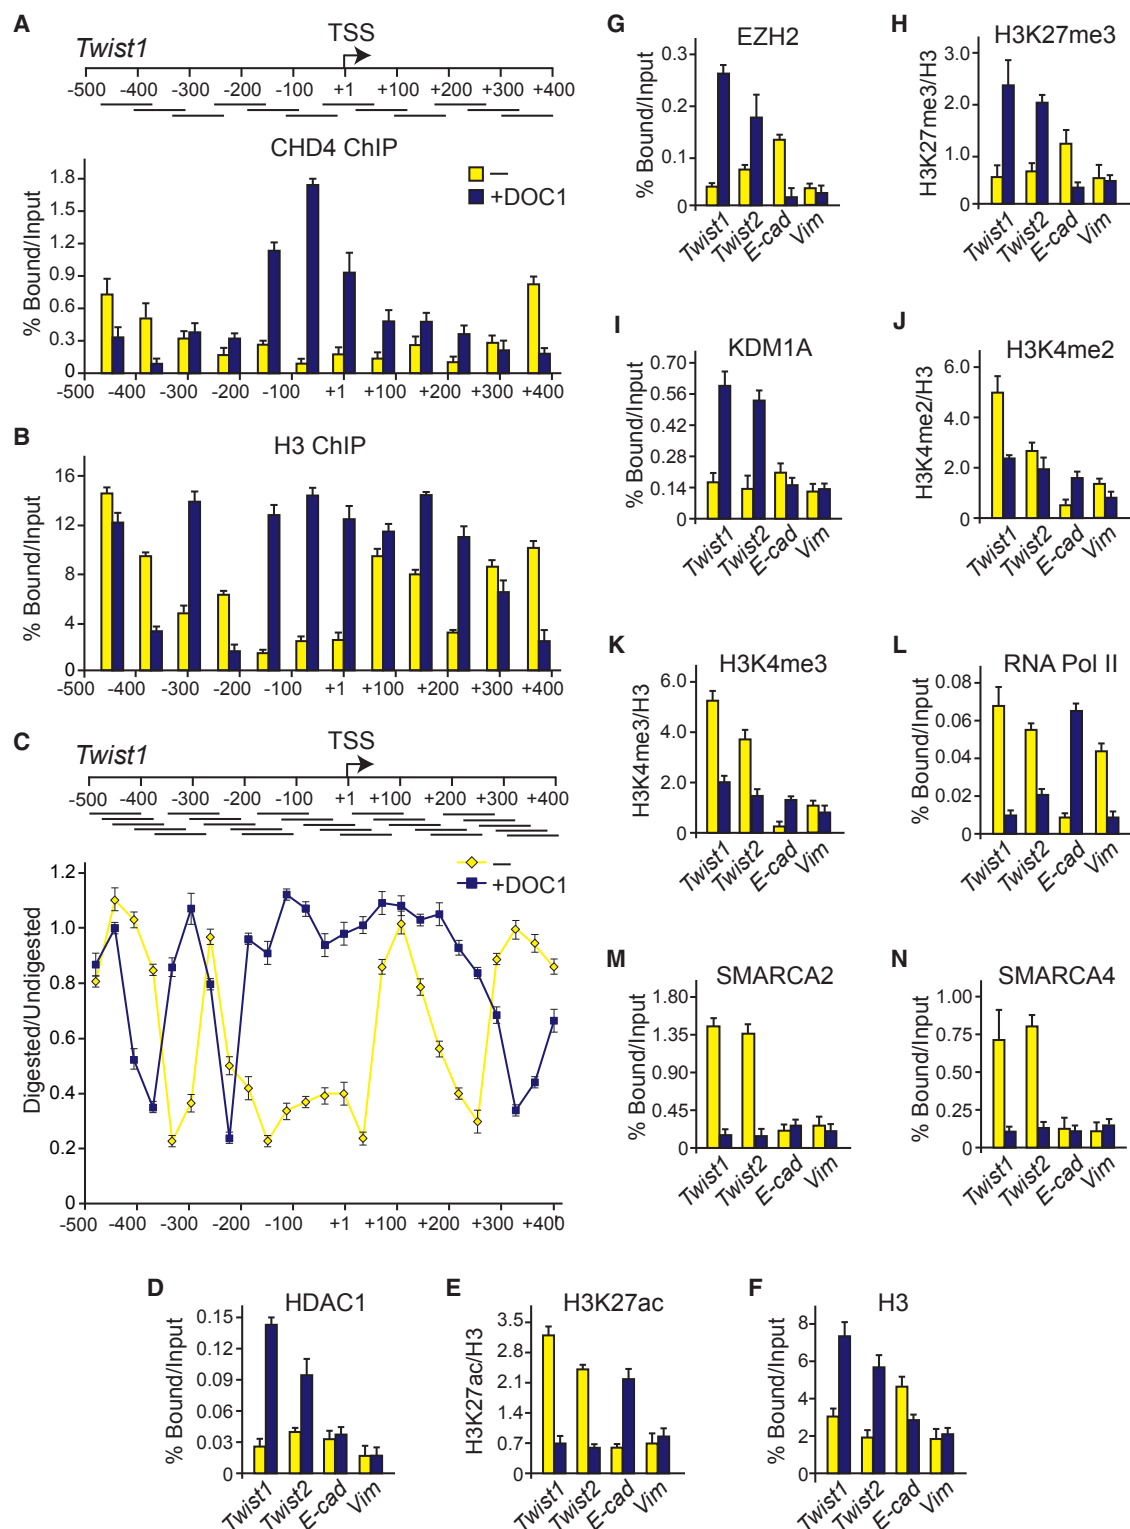 A
Twist1
TSS
-500 -400 -300 -200 -100 +1 +100 +200 +300 +400
CHD4 ChIP
% Bound/Input
1.8
1.5
1.2
0.9
0.6
0.3
0
–
+DOC1
-500 -400 -300 -200 -100 +1 +100 +200 +300 +400
B
H3 ChIP
% Bound/Input
16
12
8
4
0
-500 -400 -300 -200 -100 +1 +100 +200 +300 +400
C
Twist1
TSS
-500 -400 -300 -200 -100 +1 +100 +200 +300 +400
Digested/Undigested
1.2
1.0
0.8
0.6
0.4
0.2
0
–
+DOC1
-500 -400 -300 -200 -100 +1 +100 +200 +300 +400
D
HDAC1
% Bound/Input
0.15
0.12
0.09
0.06
0.03
0
Twist1 Twist2 E-cad Vim
E
H3K27ac
H3K27ac/H3
3.5
2.8
2.1
1.4
0.7
0
Twist1 Twist2 E-cad Vim
F
H3
% Bound/Input
8
6
4
2
0
Twist1 Twist2 E-cad Vim
G
EZH2
% Bound/Input
0.3
0.2
0.1
0
Twist1 Twist2 E-cad Vim
H
H3K27me3
H3K27me3/H3
3.0
2.0
1.0
0
Twist1 Twist2 E-cad Vim
I
KDM1A
% Bound/Input
0.70
0.56
0.42
0.28
0.14
0
Twist1 Twist2 E-cad Vim
J
H3K4me2
H3K4me2/H3
6.0
4.0
2.0
0
Twist1 Twist2 E-cad Vim
K
H3K4me3
H3K4me3/H3
6.0
4.0
2.0
0
Twist1 Twist2 E-cad Vim
L
RNA Pol II
% Bound/Input
0.08
0.06
0.04
0.02
0
Twist1 Twist2 E-cad Vim
M
SMARCA2
% Bound/Input
1.80
1.35
0.90
0.45
0
Twist1 Twist2 E-cad Vim
N
SMARCA4
% Bound/Input
1.00
0.75
0.50
0.25
0
Twist1 Twist2 E-cad Vim